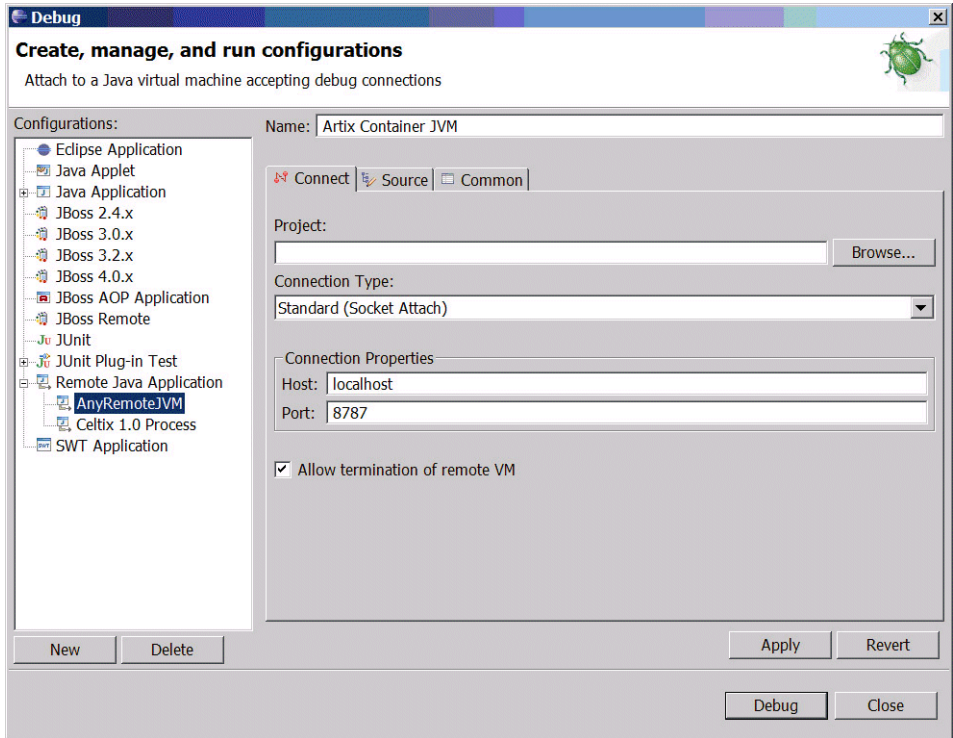 Debug
Create, manage, and run configurations
Attach to a Java virtual machine accepting debug connections
Configurations:
Eclipse Application
Java Applet
Java Application
JBoss 2.4.x
JBoss 3.0.x
JBoss 3.2.x
JBoss 4.0.x
JBoss AOP Application
JBoss Remote
Ju JUnit
JUnit Plug-in Test
Remote Java Application
AnyRemoteJVM
Celtix 1.0 Process
SWT Application
New
Delete
Name: Artix Container JVM
Connect
Source
Common
Project:
Browse...
Connection Type:
Standard (Socket Attach)
Connection Properties
Host: localhost
Port: 8787
Allow termination of remote VM
Apply
Revert
Debug
Close